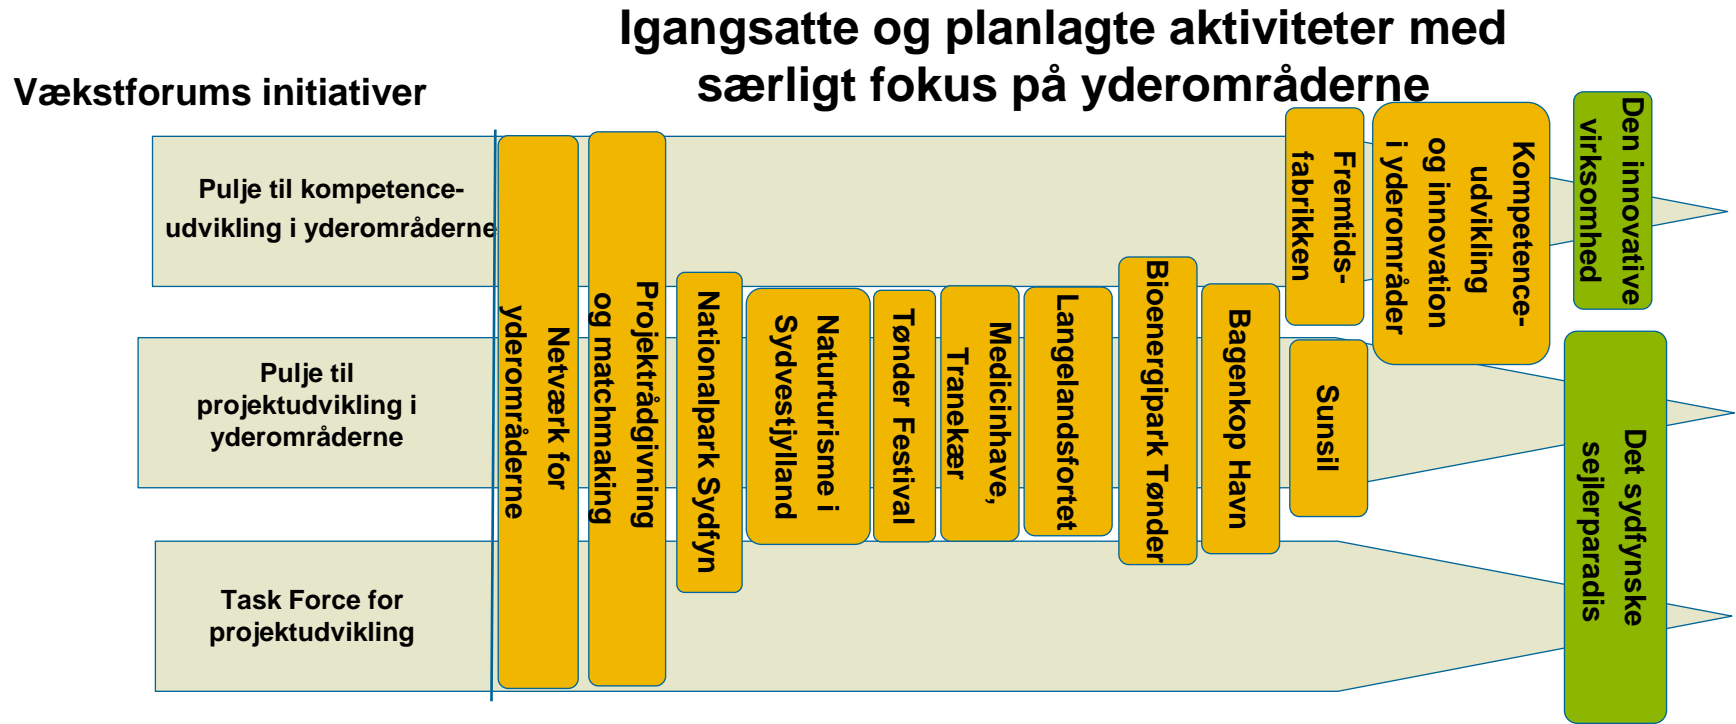 Igangsatte og planlagte aktiviteter med
særligt fokus på yderområderne
Vækstforums initiativer
Pulje til kompetence-
udvikling i yderområderne
Pulje til
projektudvikling i
yderområderne
Task Force for
projektudvikling
Netværk for
yderområderne
Projektrådgivning
og matchmaking
Nationalpark Sydfyn
Naturturisme i
Sydvestjylland
Tønder Festival
Medicinhave,
Tranekær
Langelandsfortet
Bioenergipark Tønder
Bagenkop Havn
Fremtids-
fabrikken
Sunsil
Kompetence-
udvikling
og innovation
i yderområder
Den innovative
virksomhed
Det sydfynske
sejlerparadis